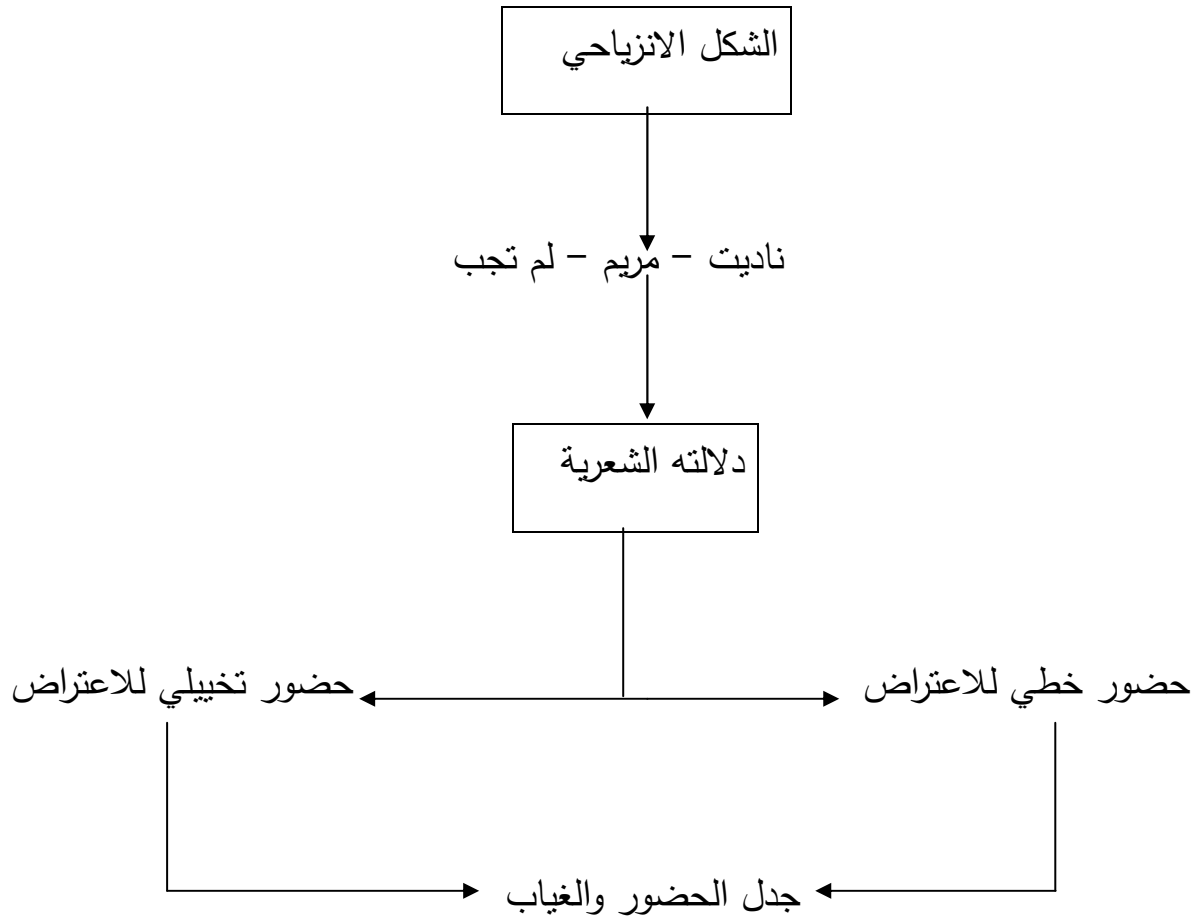 الشكل الانزياحي
ناديت – مريم – لم تجب
دلالته الشعرية
حضور خطي للاعتراض
حضور تخييلي للاعتراض
جدل الحضور والغياب